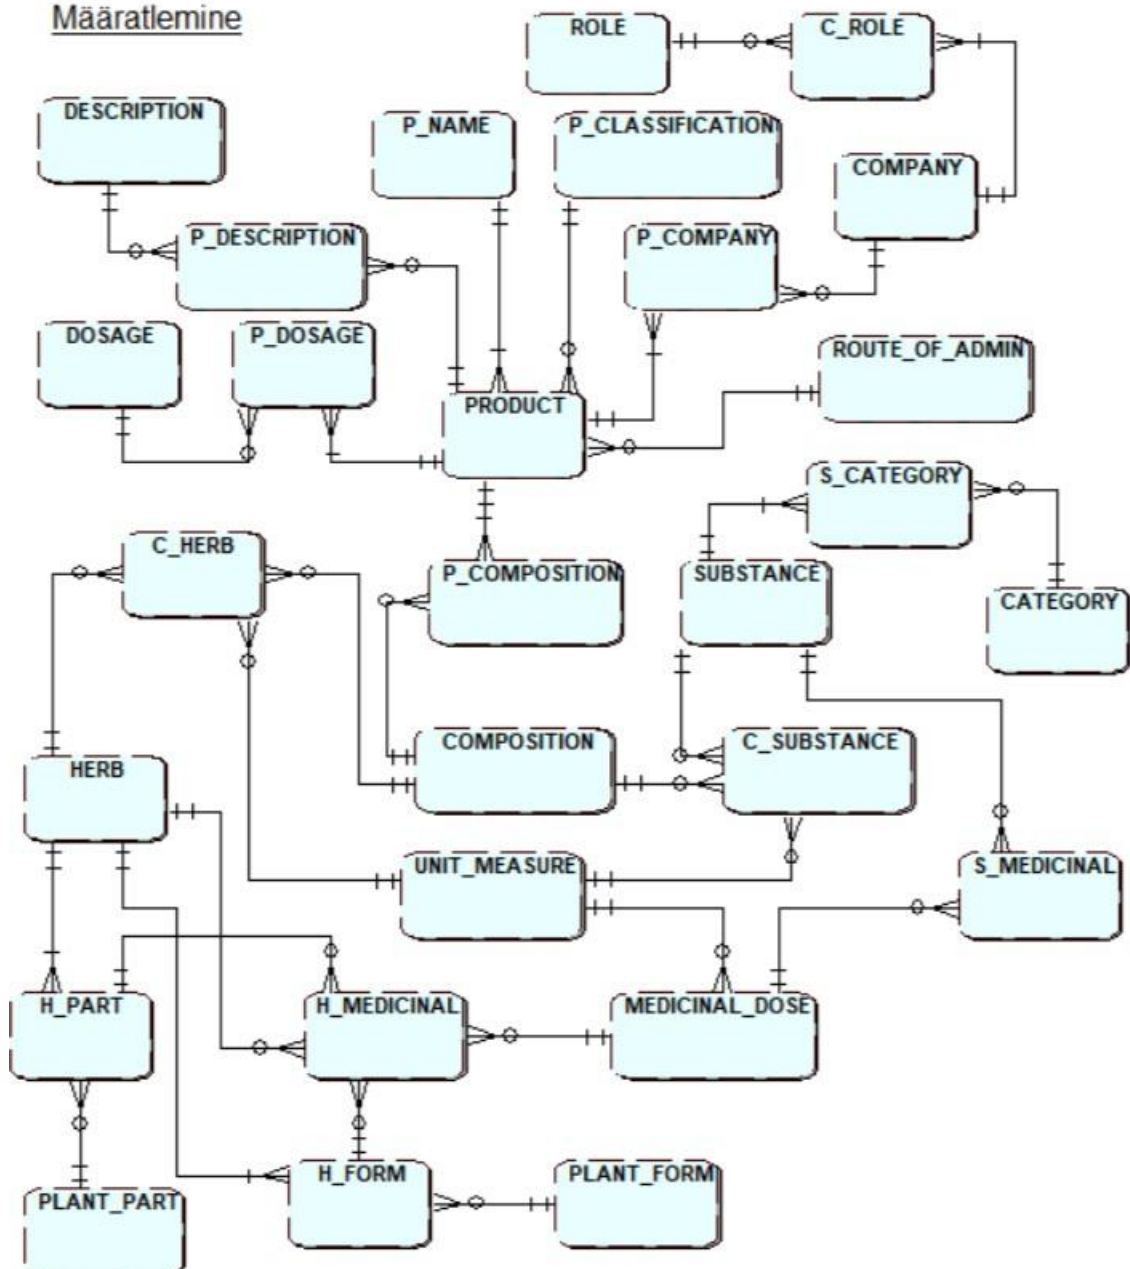 Määratlemine
ROLE
C_ROLE
DESCRIPTION
P_NAME
P_CLASSIFICATION
COMPANY
P_DESCRIPTION
P_COMPANY
DOSAGE
P_DOSAGE
ROUTE_OF_ADMIN
PRODUCT
S_CATEGORY
C_HERB
P_COMPOSITION
SUBSTANCE
CATEGORY
COMPOSITION
C_SUBSTANCE
HERB
UNIT_MEASURE
S_MEDICINAL
H_PART
H_MEDICINAL
MEDICINAL_DOSE
H_FORM
PLANT_FORM
PLANT_PART